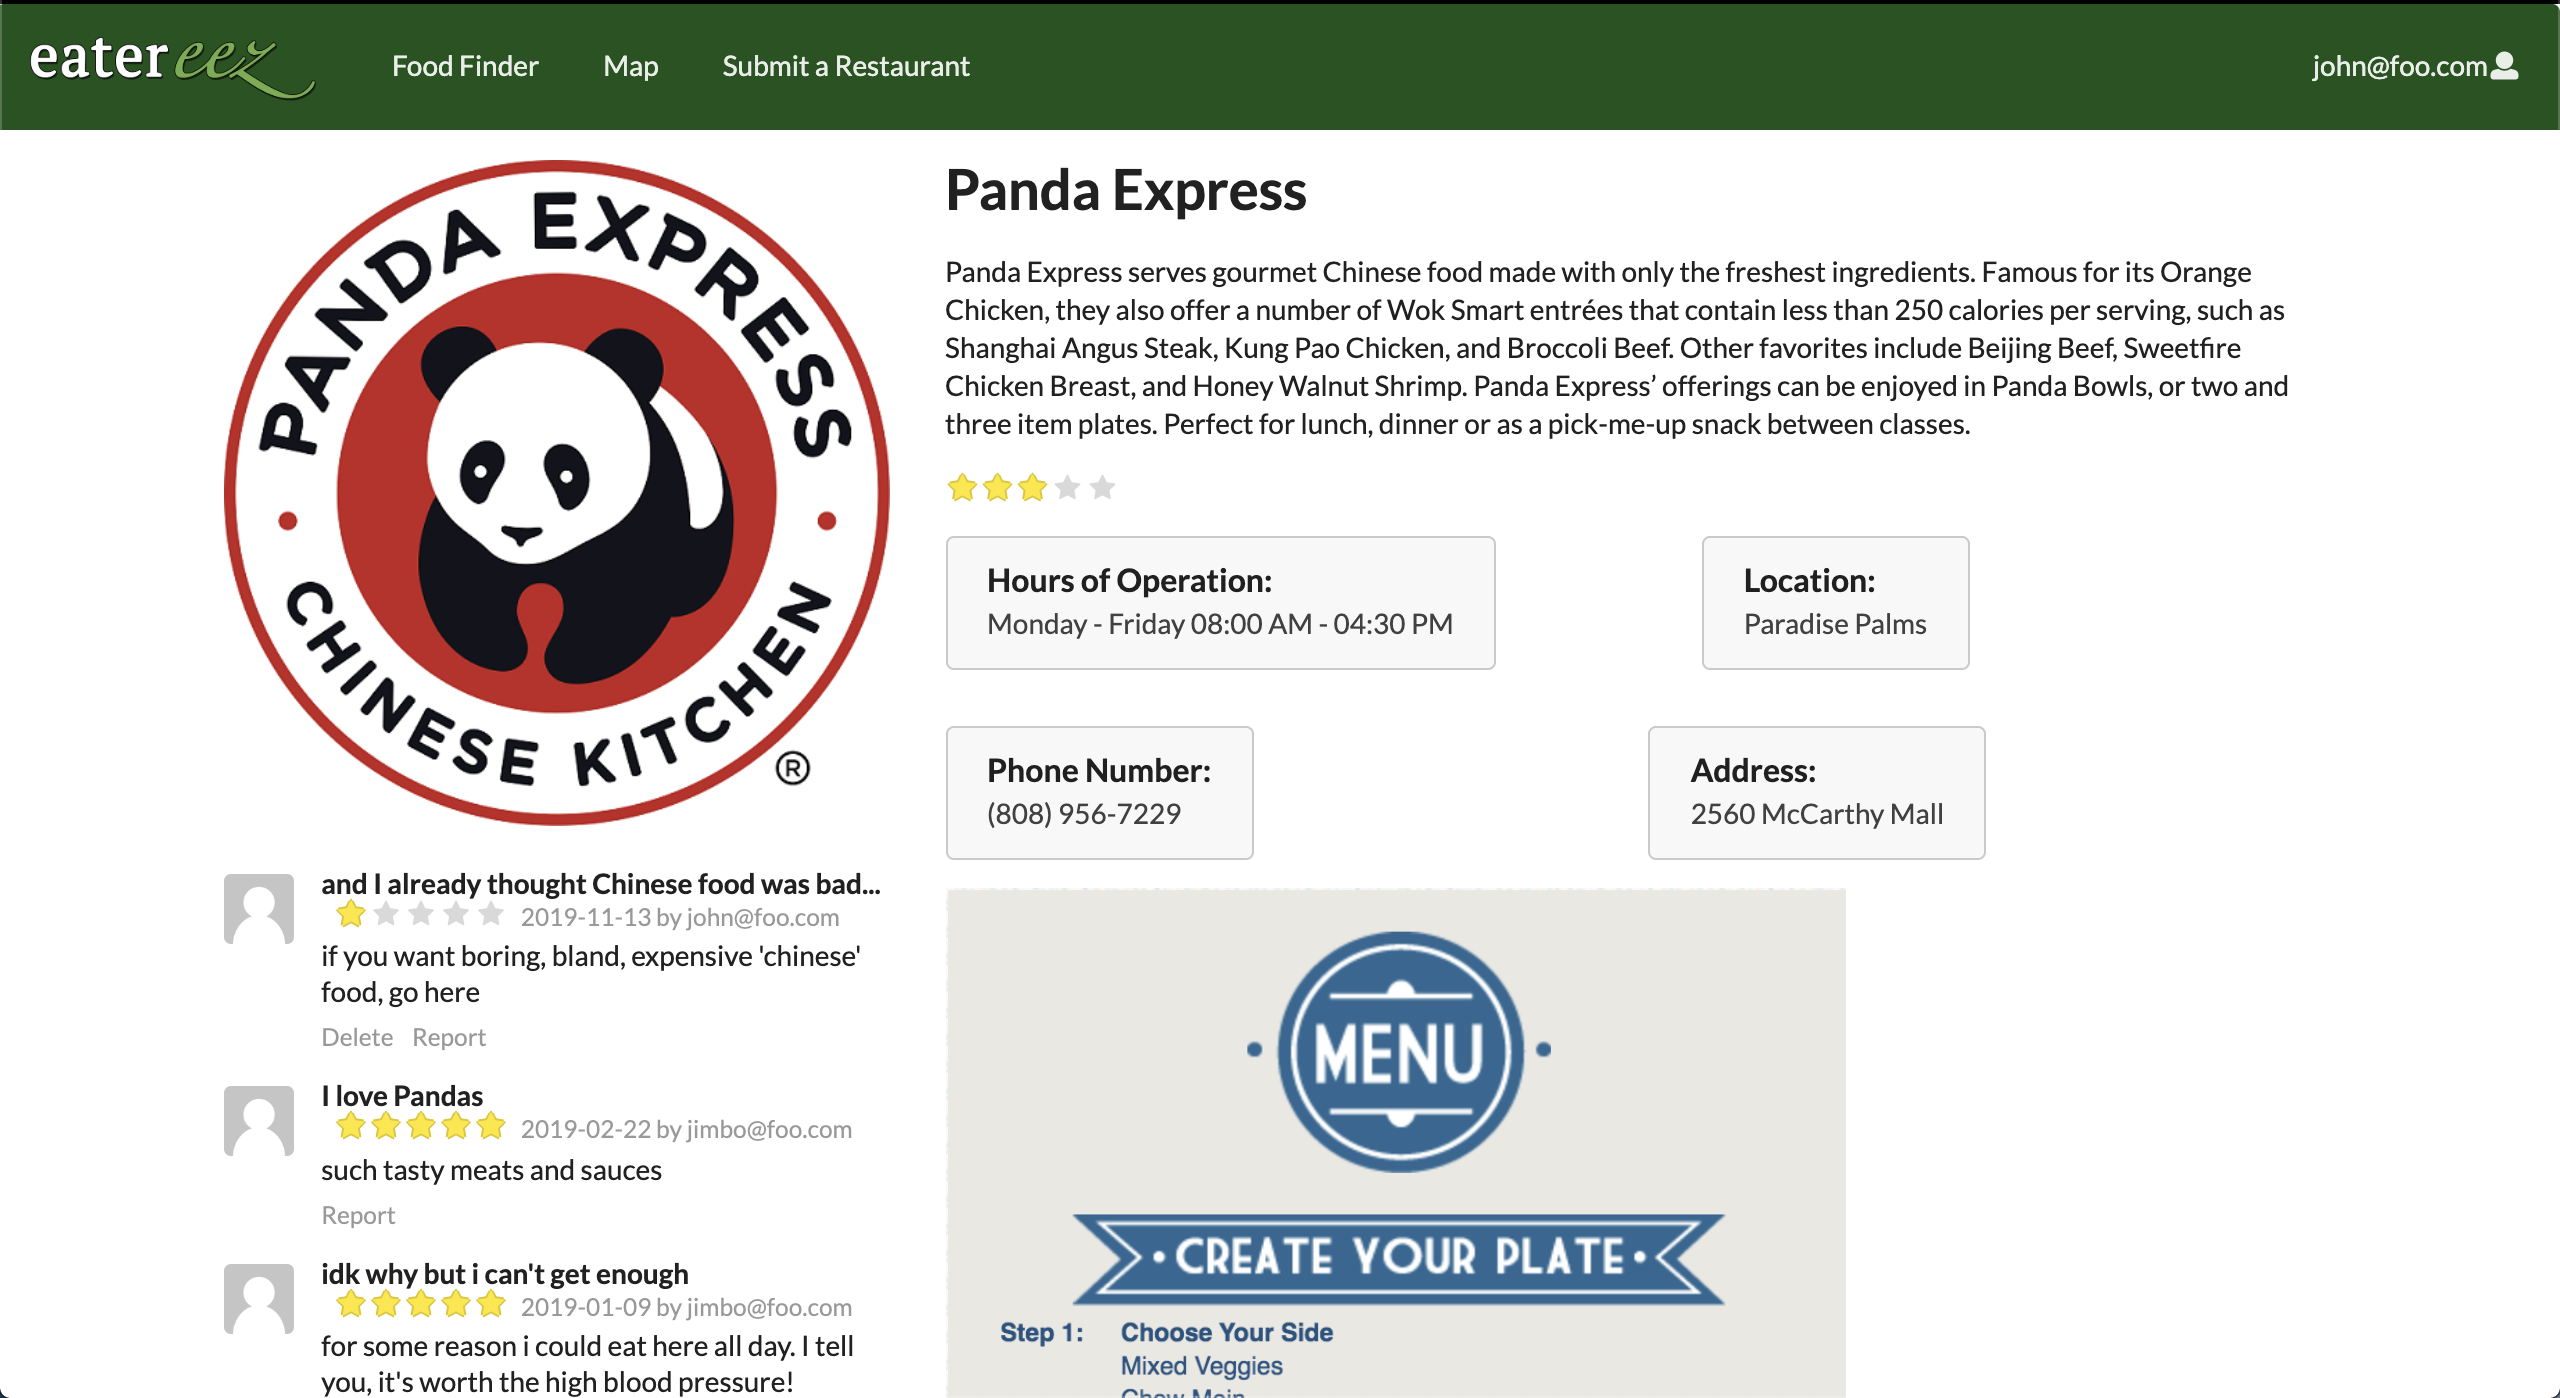 eatereez
Food Finder
Map
Submit a Restaurant
john@foo.com
PANDA EXPRESS
CHINESE KITCHEN
®
Panda Express
Panda Express serves gourmet Chinese food made with only the freshest ingredients. Famous for its Orange
Chicken, they also offer a number of Wok Smart entrées that contain less than 250 calories per serving, such as
Shanghai Angus Steak, Kung Pao Chicken, and Broccoli Beef. Other favorites include Beijing Beef, Sweetfire
Chicken Breast, and Honey Walnut Shrimp. Panda Express’ offerings can be enjoyed in Panda Bowls, or two and
three item plates. Perfect for lunch, dinner or as a pick-me-up snack between classes.
Hours of Operation:
Monday - Friday 08:00 AM - 04:30 PM
Location:
Paradise Palms
Phone Number:
(808) 956-7229
Address:
2560 McCarthy Mall
and I already thought Chinese food was bad...
2019-11-13 by john@foo.com
if you want boring, bland, expensive 'chinese'
food, go here
Delete Report
I love Pandas
2019-02-22 by jimbo@foo.com
such tasty meats and sauces
Report
idk why but i can't get enough
2019-01-09 by jimbo@foo.com
for some reason i could eat here all day. I tell
you, it's worth the high blood pressure!
MENU
• CREATE YOUR PLATE •
Step 1: Choose Your Side
Mixed Veggies
Chow Mein